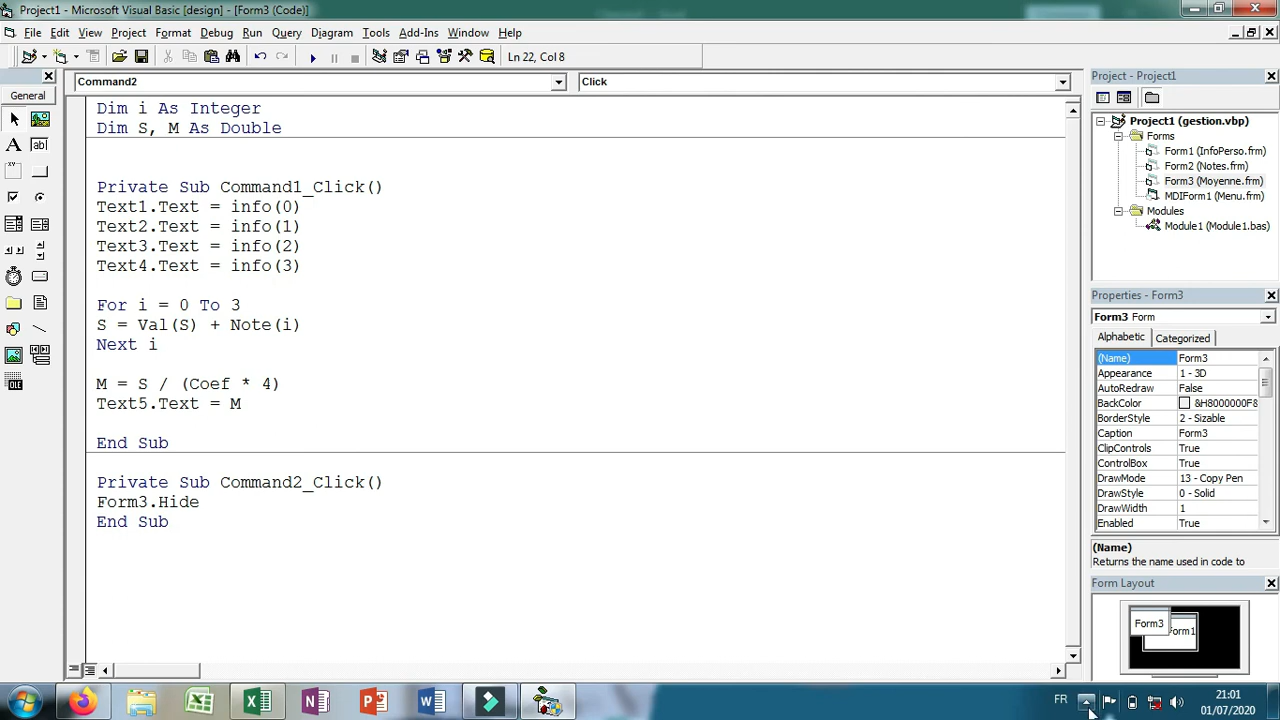 Project1 - Microsoft Visual Basic [design] - [Form3 (Code)]
File Edit View Project Format Debug Run Query Diagram Tools Add-Ins Window Help
Ln 22, Col 8
General
Command2
Click
Dim i As Integer
Dim S, M As Double
Private Sub Command1_Click()
Text1.Text = info(0)
Text2.Text = info(1)
Text3.Text = info(2)
Text4.Text = info(3)
For i = 0 To 3
S = Val(S) + Note(i)
Next i
M = S / (Coef * 4)
Text5.Text = M
End Sub
Private Sub Command2_Click()
Form3.Hide
End Sub
Project - Project1
Project1 (gestion.vbp)
Forms
Form1 (InfoPerso.frm)
Form2 (Notes.frm)
Form3 (Moyenne.frm)
MDIForm1 (Menu.frm)
Modules
Module1 (Module1.bas)
Properties - Form3
Form3 Form
Alphabetic Categorized
(Name) Form3
Appearance 1 - 3D
AutoRedraw False
BackColor &H8000000F&
BorderStyle 2 - Sizable
Caption Form3
ClipControls True
ControlBox True
DrawMode 13 - Copy Pen
DrawStyle 0 - Solid
DrawWidth 1
Enabled True
(Name)
Returns the name used in code to
Form Layout
Form3
Form1
FR
21:01
01/07/2020